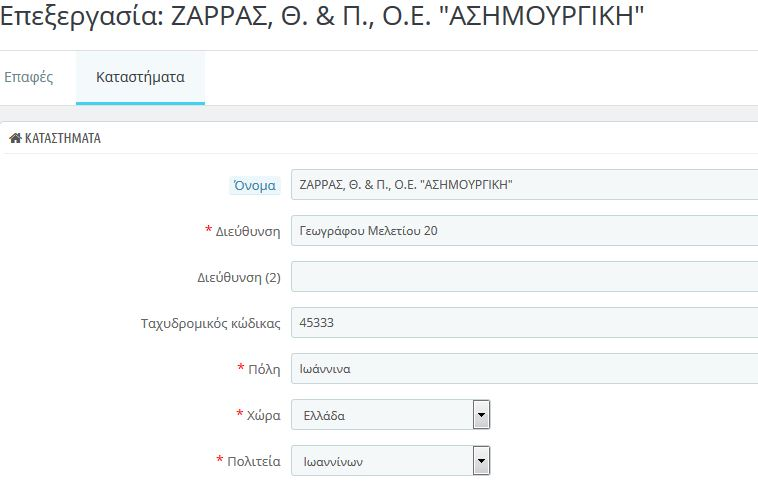 Επεξεργασία: ΖΑΡΡΑΣ, Θ. & Π., Ο.Ε. "ΑΣΗΜΟΥΡΓΙΚΗ"
Επαφές Καταστήματα
ΚΑΤΑΣΤΗΜΑΤΑ
Όνομα ΖΑΡΡΑΣ, Θ. & Π., Ο.Ε. "ΑΣΗΜΟΥΡΓΙΚΗ"
* Διεύθυνση Γεωγράφου Μελετίου 20
Διεύθυνση (2)
Ταχυδρομικός κώδικας 45333
* Πόλη Ιωάννινα
* Χώρα Ελλάδα
* Πολιτεία Ιωαννίνων